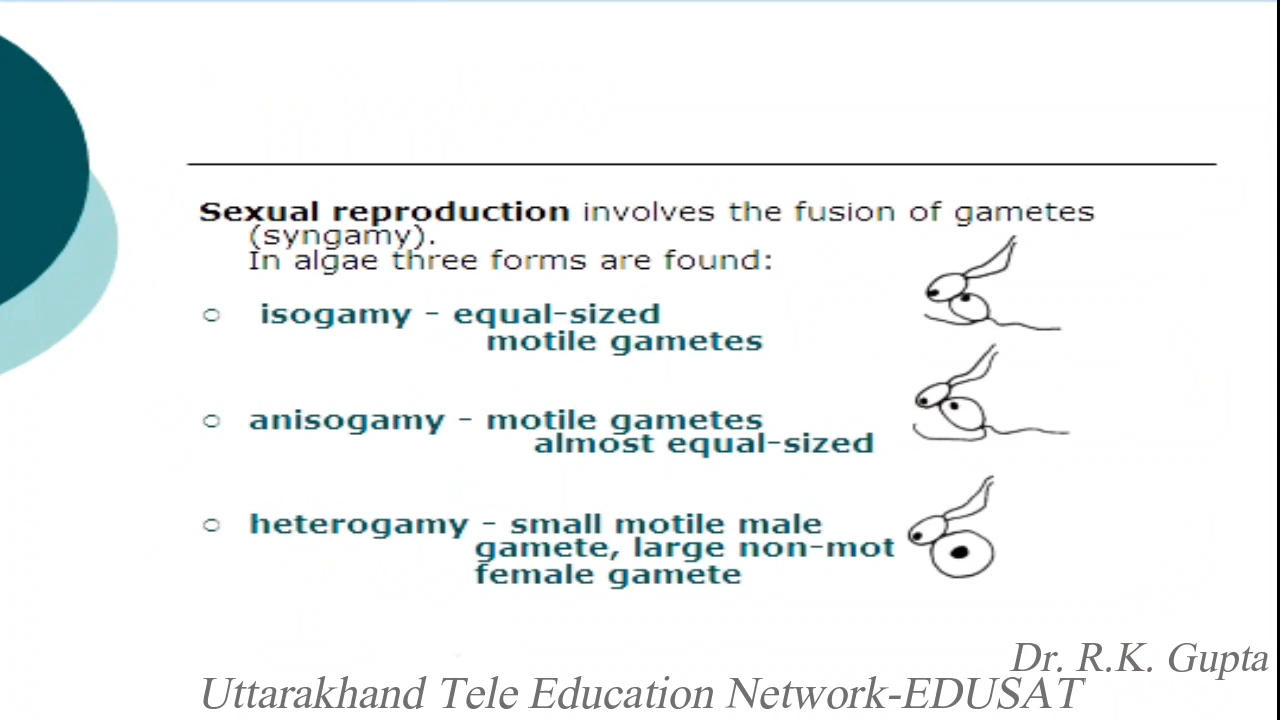 Sexual reproduction involves the fusion of gametes
(syngamy).
In algae three forms are found:
isogamy - equal-sized
motile gametes
anisogamy - motile gametes
almost equal-sized
heterogamy - small motile male
gamete, large non-mot
female gamete
Dr. R.K. Gupta
Uttarakhand Tele Education Network-EDUSAT